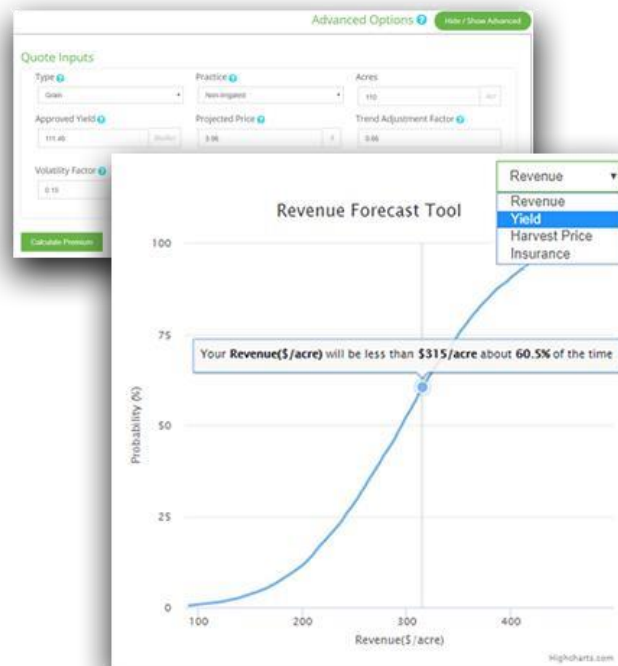 Advanced Options ?
Hide / Show Advanced
Quote Inputs
Type ?
Practice ?
Acres
Grain
Non-Irrigated
110
Approved Yield ?
Projected Price ?
Trend Adjustment Factor ?
3.96
0.66
Volatility Factor ?
0.15
Calculate Premium
Revenue
Revenue
Yield
Harvest Price
Insurance
Revenue Forecast Tool
100
75
Your Revenue($/acre) will be less than $315/acre about 60.5% of the time
50
25
0
Probability (%)
100
200
300
400
Revenue($/acre)
Highcharts.com